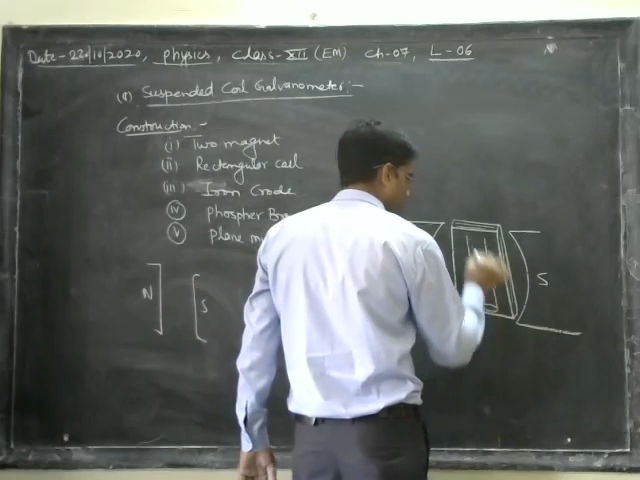 Date-22/10/2020, physics, class-XII (EM) Ch-07, L-06
(A) Suspended Coil Galvanometer:-
Construction:-
(i) Two magnet
(ii) Rectangular coil
(iii) Iron Crode
(iv) phospher
(v) plane
N S
S